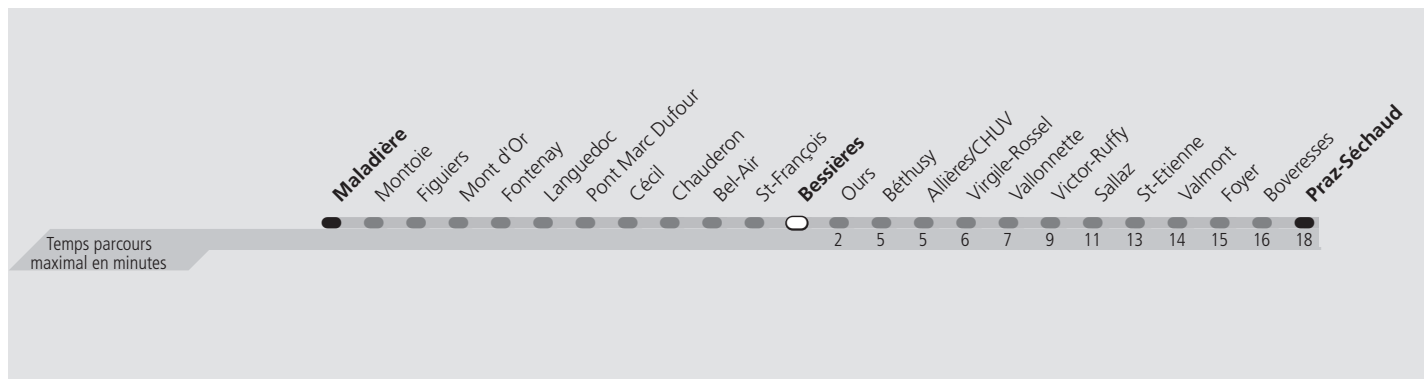 Maladière
Montoie
Figuiers
Mont d'Or
Fontenay
Languedoc
Pont Marc Dufour
Cécil
Chauderon
Bel-Air
St-François
Bessières
Ours
Béthusy
Allières/CHUV
Virgile-Rossel
Vallonnette
Victor-Ruffy
Sallaz
St-Etienne
Valmont
Foyer
Boveresses
Praz-Séchaud
Temps parcours
maximal en minutes
2 5 5 6 7 9 11 13 14 15 16 18